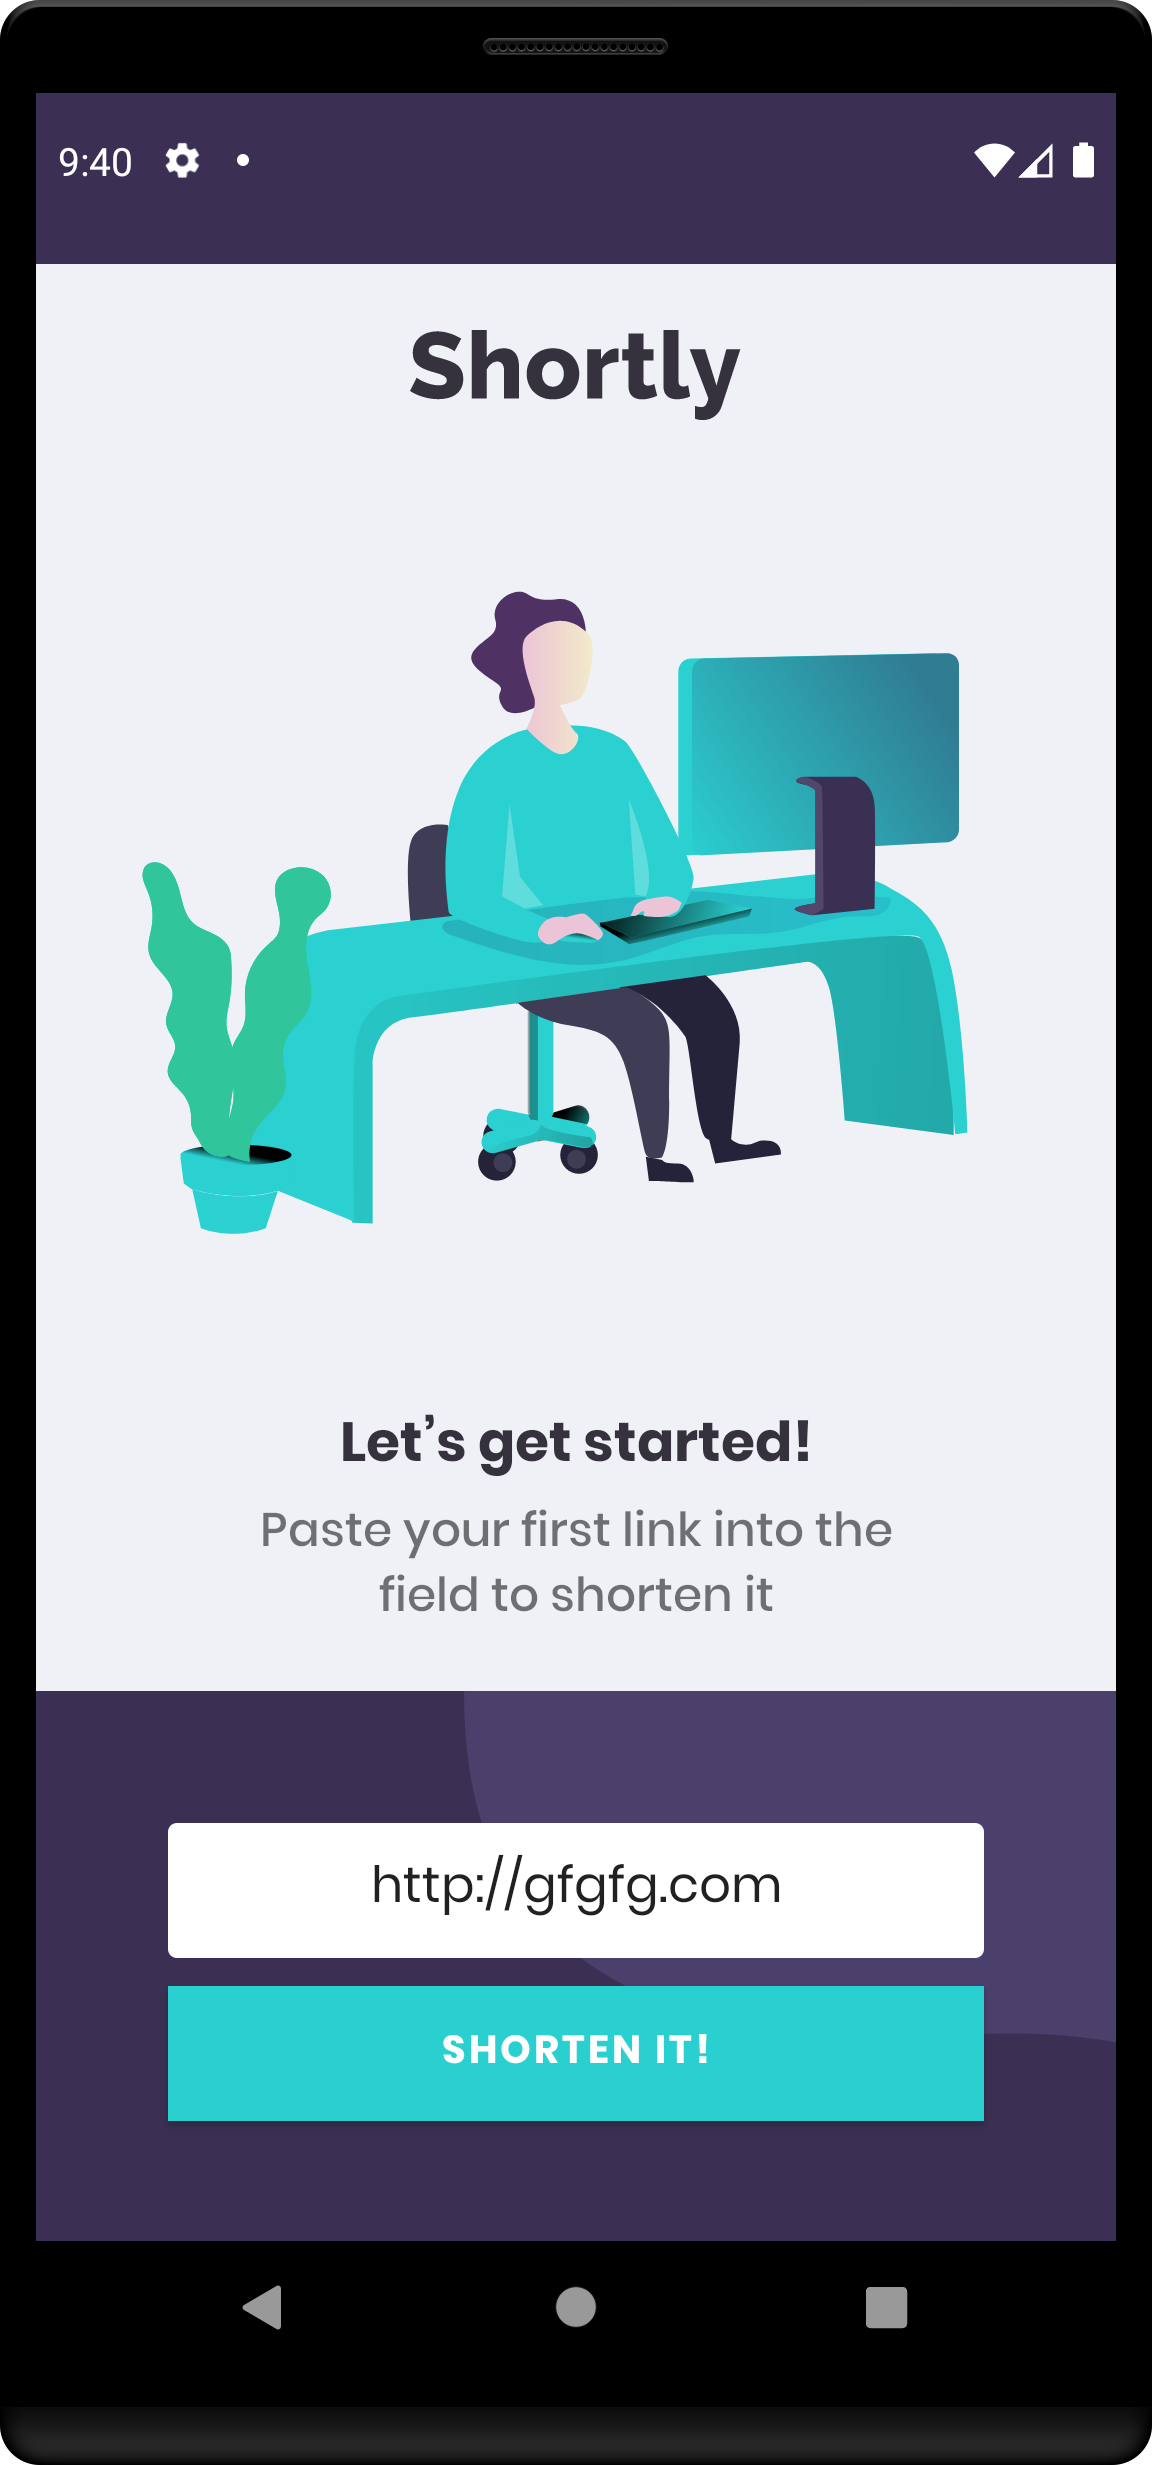 9:40
Shortly
Let’s get started!
Paste your first link into the
field to shorten it
http://gfgfg.com
SHORTEN IT!